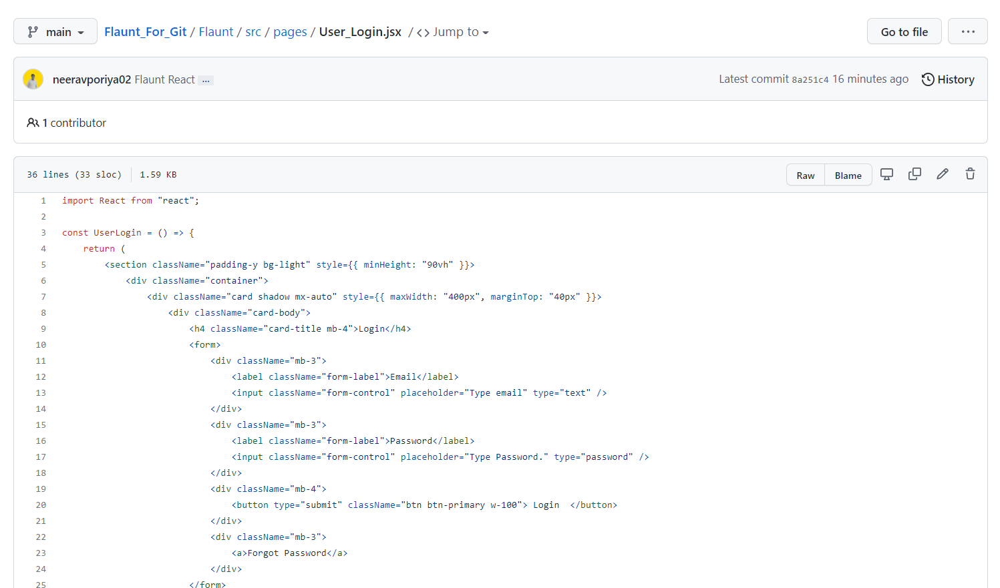 main Flaunt_For_Git / Flaunt / src / pages / User_Login.jsx / <> Jump to Go to file ...
neeravporiya02 Flaunt React ... Latest commit 8a251c4 16 minutes ago History
1 contributor
36 lines (33 sloc) 1.59 KB Raw Blame
1 import React from "react";
2
3 const UserLogin = () => {
4 return (
5 <section className="padding-y bg-light" style={{ minHeight: "90vh" }}>
6 <div className="container">
7 <div className="card shadow mx-auto" style={{ maxWidth: "400px", marginTop: "40px" }}>
8 <div className="card-body">
9 <h4 className="card-title mb-4">Login</h4>
10 <form>
11 <div className="mb-3">
12 <label className="form-label">Email</label>
13 <input className="form-control" placeholder="Type email" type="text" />
14 </div>
15 <div className="mb-3">
16 <label className="form-label">Password</label>
17 <input className="form-control" placeholder="Type Password." type="password" />
18 </div>
19 <div className="mb-4">
20 <button type="submit" className="btn btn-primary w-100"> Login  </button>
21 </div>
22 <div className="mb-3">
23 <a>Forgot Password</a>
24 </div>
25 </form>